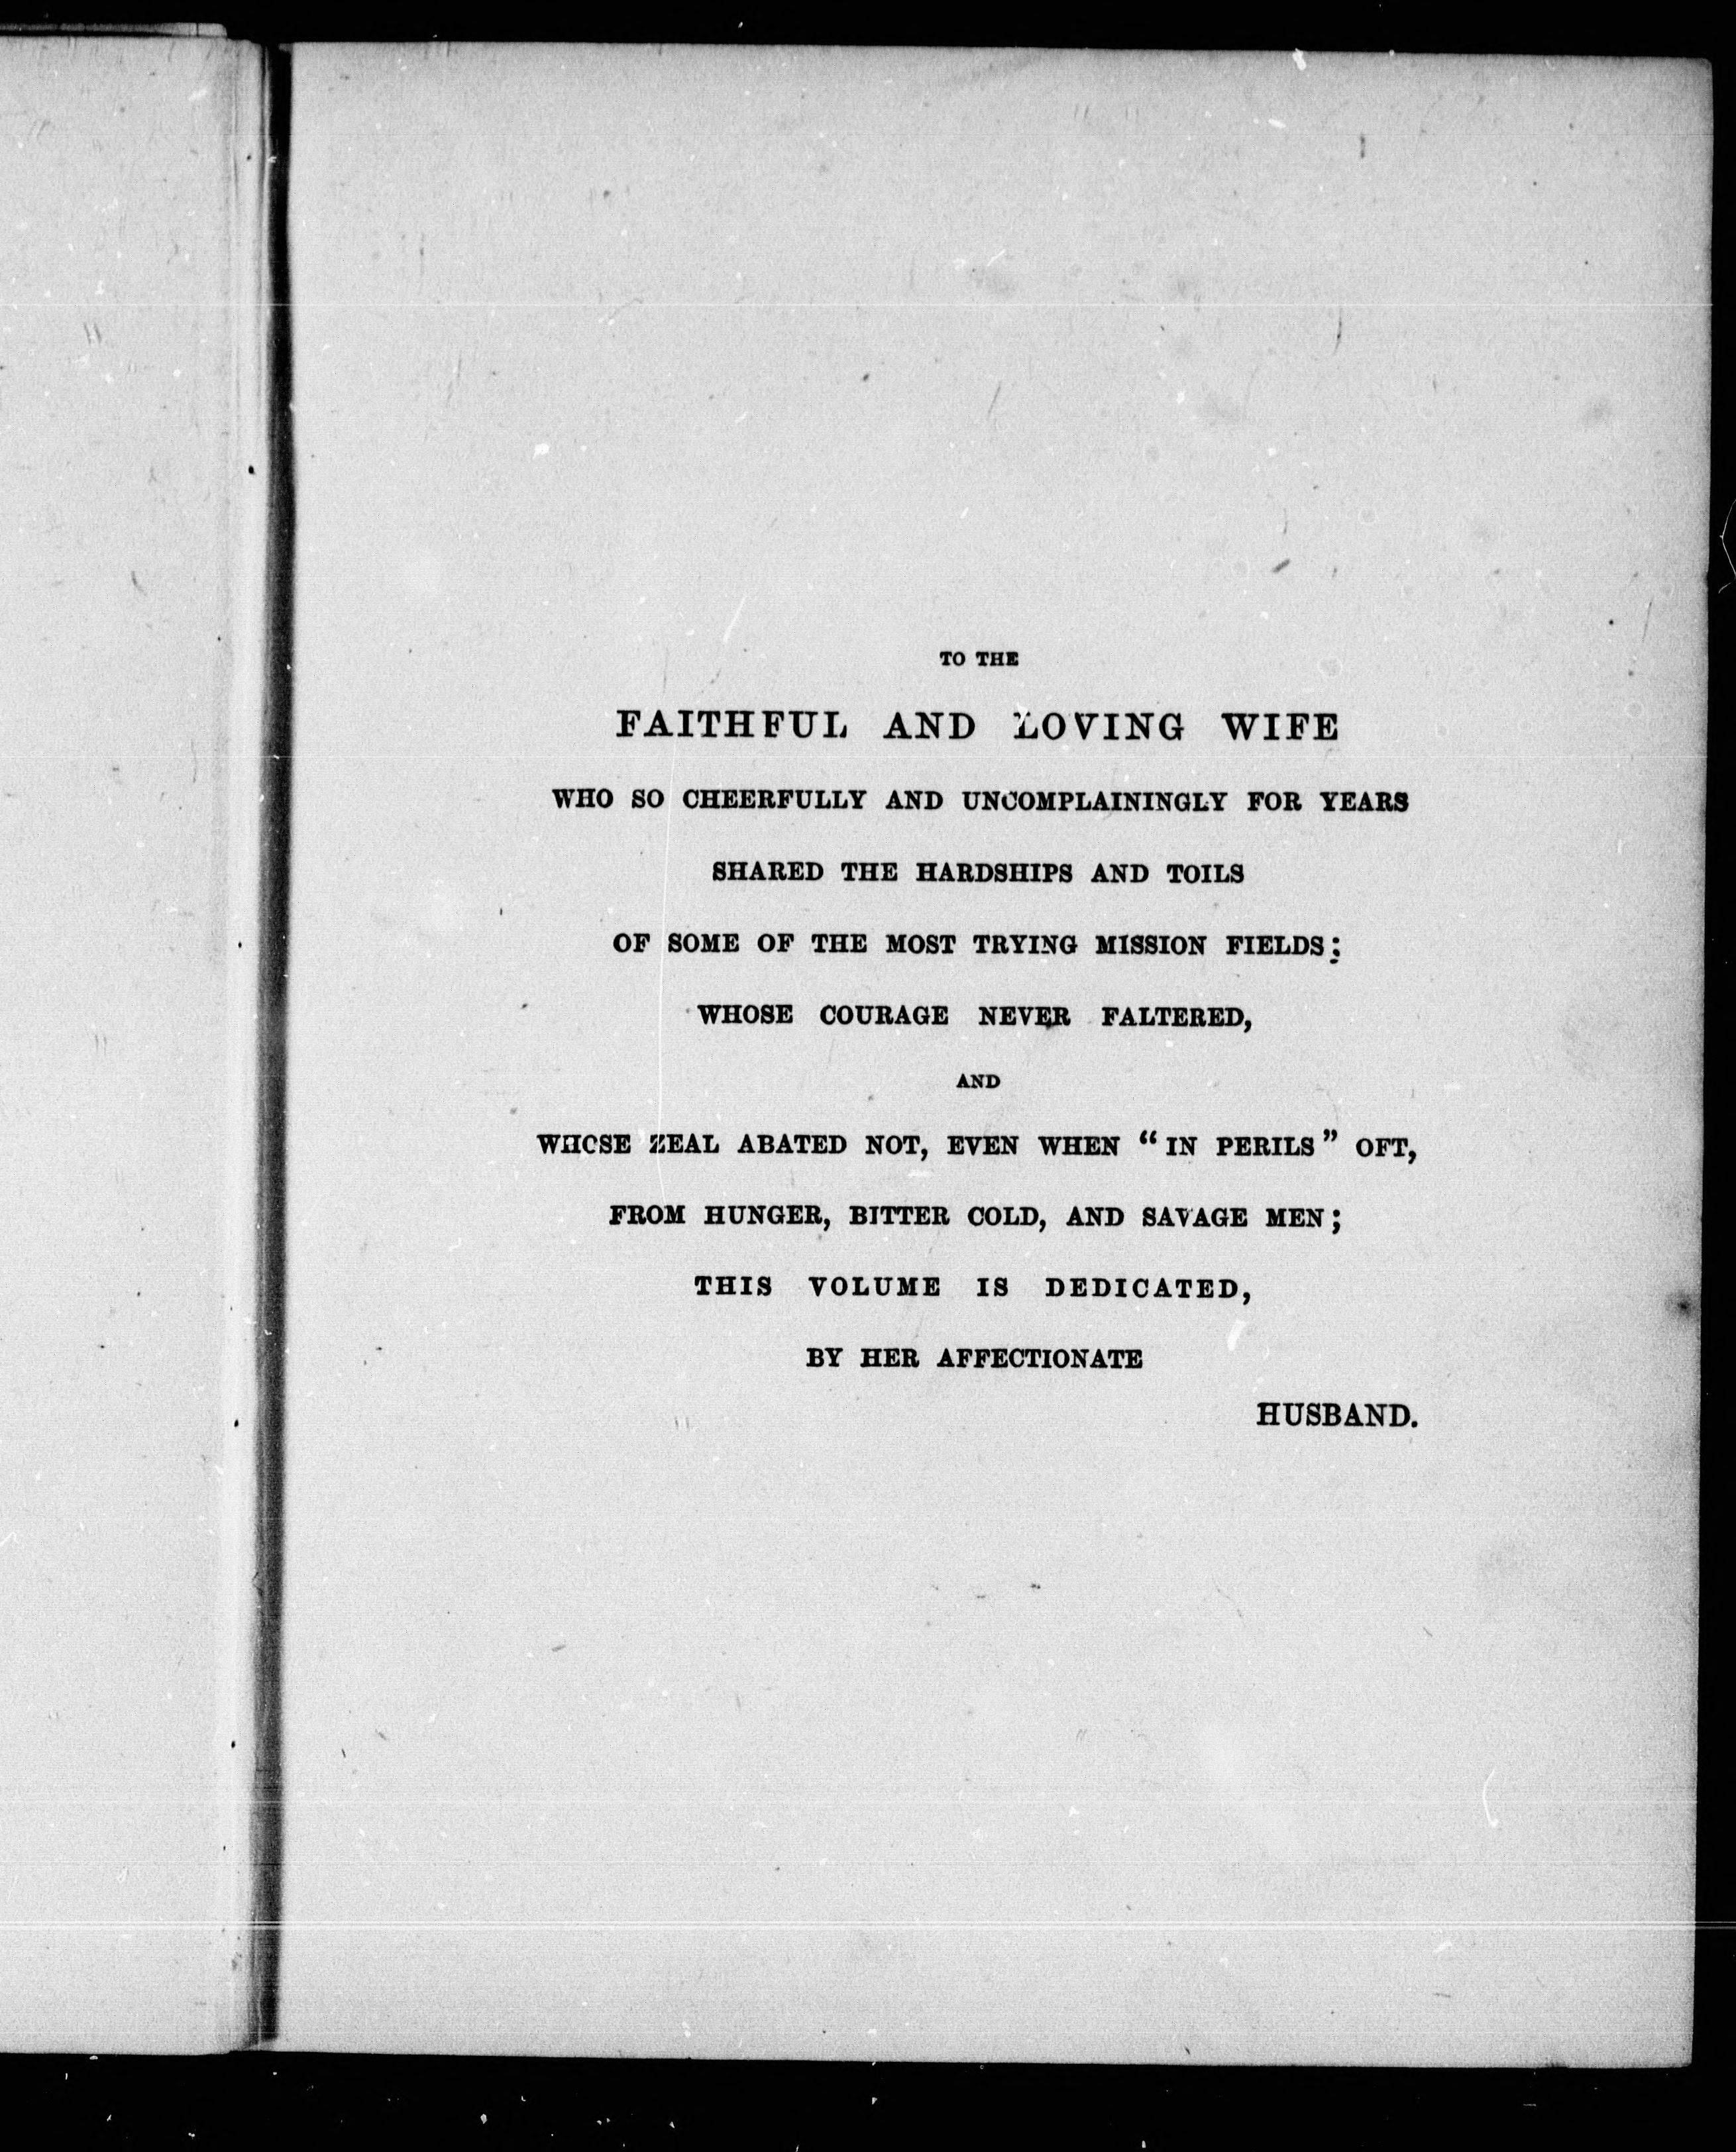 TO THE
FAITHFUL AND LOVING WIFE
WHO SO CHEERFULLY AND UNCOMPLAININGLY FOR YEARS
SHARED THE HARDSHIPS AND TOILS
OF SOME OF THE MOST TRYING MISSION FIELDS;
WHOSE COURAGE NEVER FALTERED,
AND
WHOSE ZEAL ABATED NOT, EVEN WHEN “IN PERILS” OFT,
FROM HUNGER, BITTER COLD, AND SAVAGE MEN;
THIS VOLUME IS DEDICATED,
BY HER AFFECTIONATE
HUSBAND.